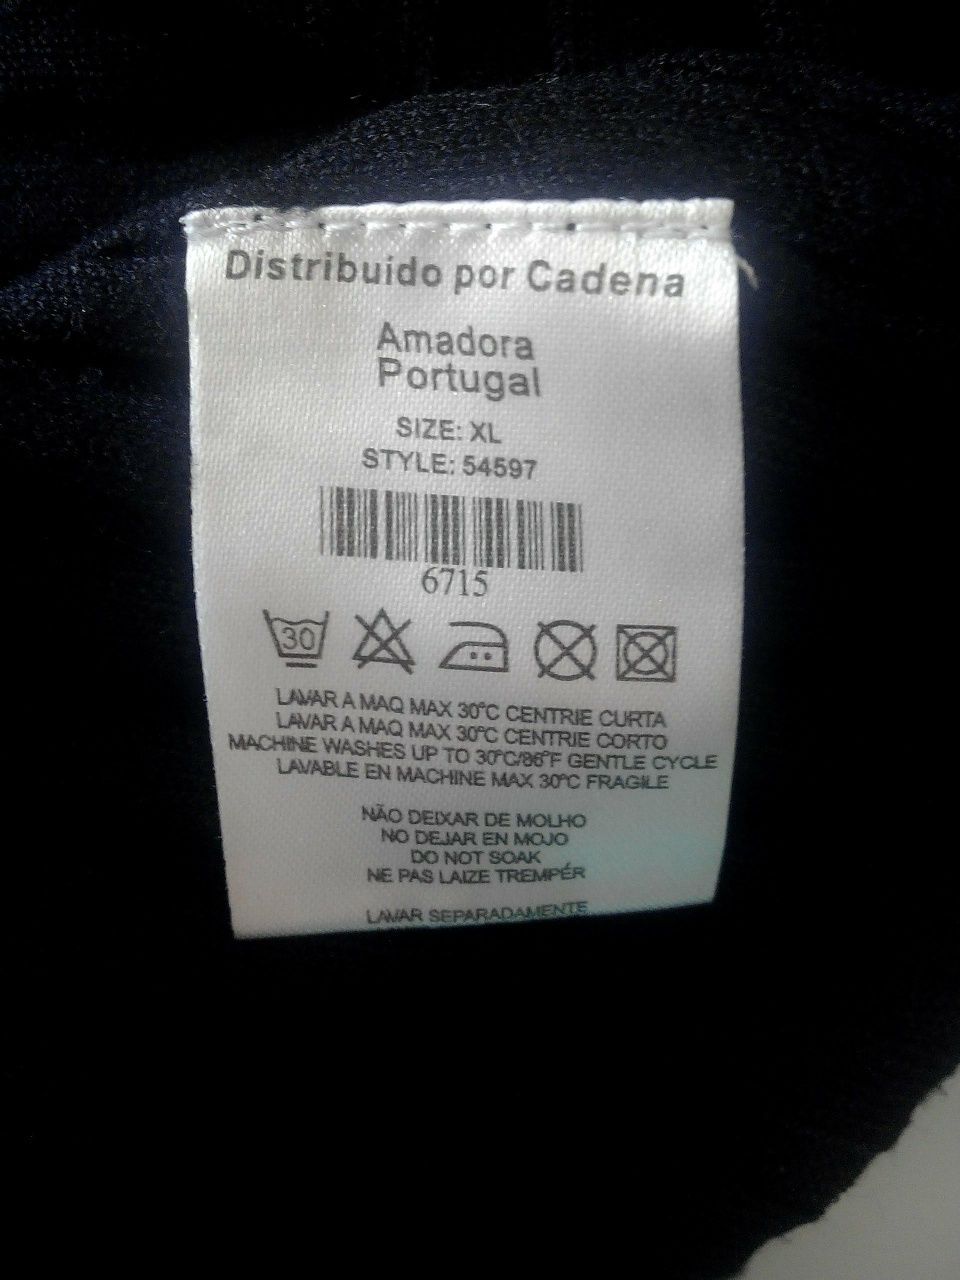 Distribuido por Cadena
Amadora
Portugal
SIZE: XL
STYLE: 54597
6715
30
LAVAR A MAQ MAX 30°C CENTRIE CURTA
LAVAR A MAQ MAX 30°C CENTRIE CORTO
MACHINE WASHES UP TO 30°C/86°F GENTLE CYCLE
LAVABLE EN MACHINE MAX 30°C FRAGILE
NÃO DEIXAR DE MOLHO
NO DEJAR EN MOJO
DO NOT SOAK
NE PAS LAIZE TREMPÉR
LAVAR SEPARADAMENTE